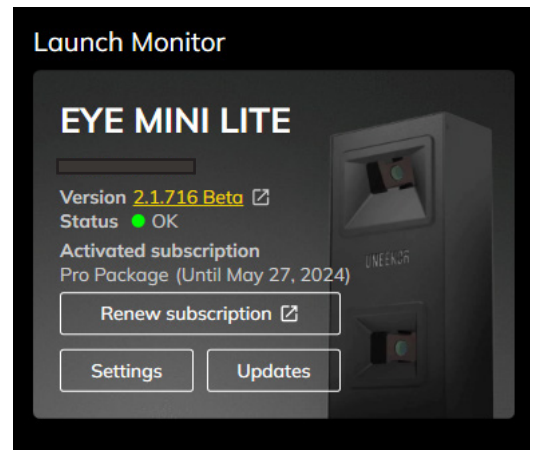 Launch Monitor
EYE MINI LITE
Version 2.1.716 Beta
Status OK
Activated subscription
Pro Package (Until May 27, 2024)
UNEEKOR
Renew subscription
Settings
Updates